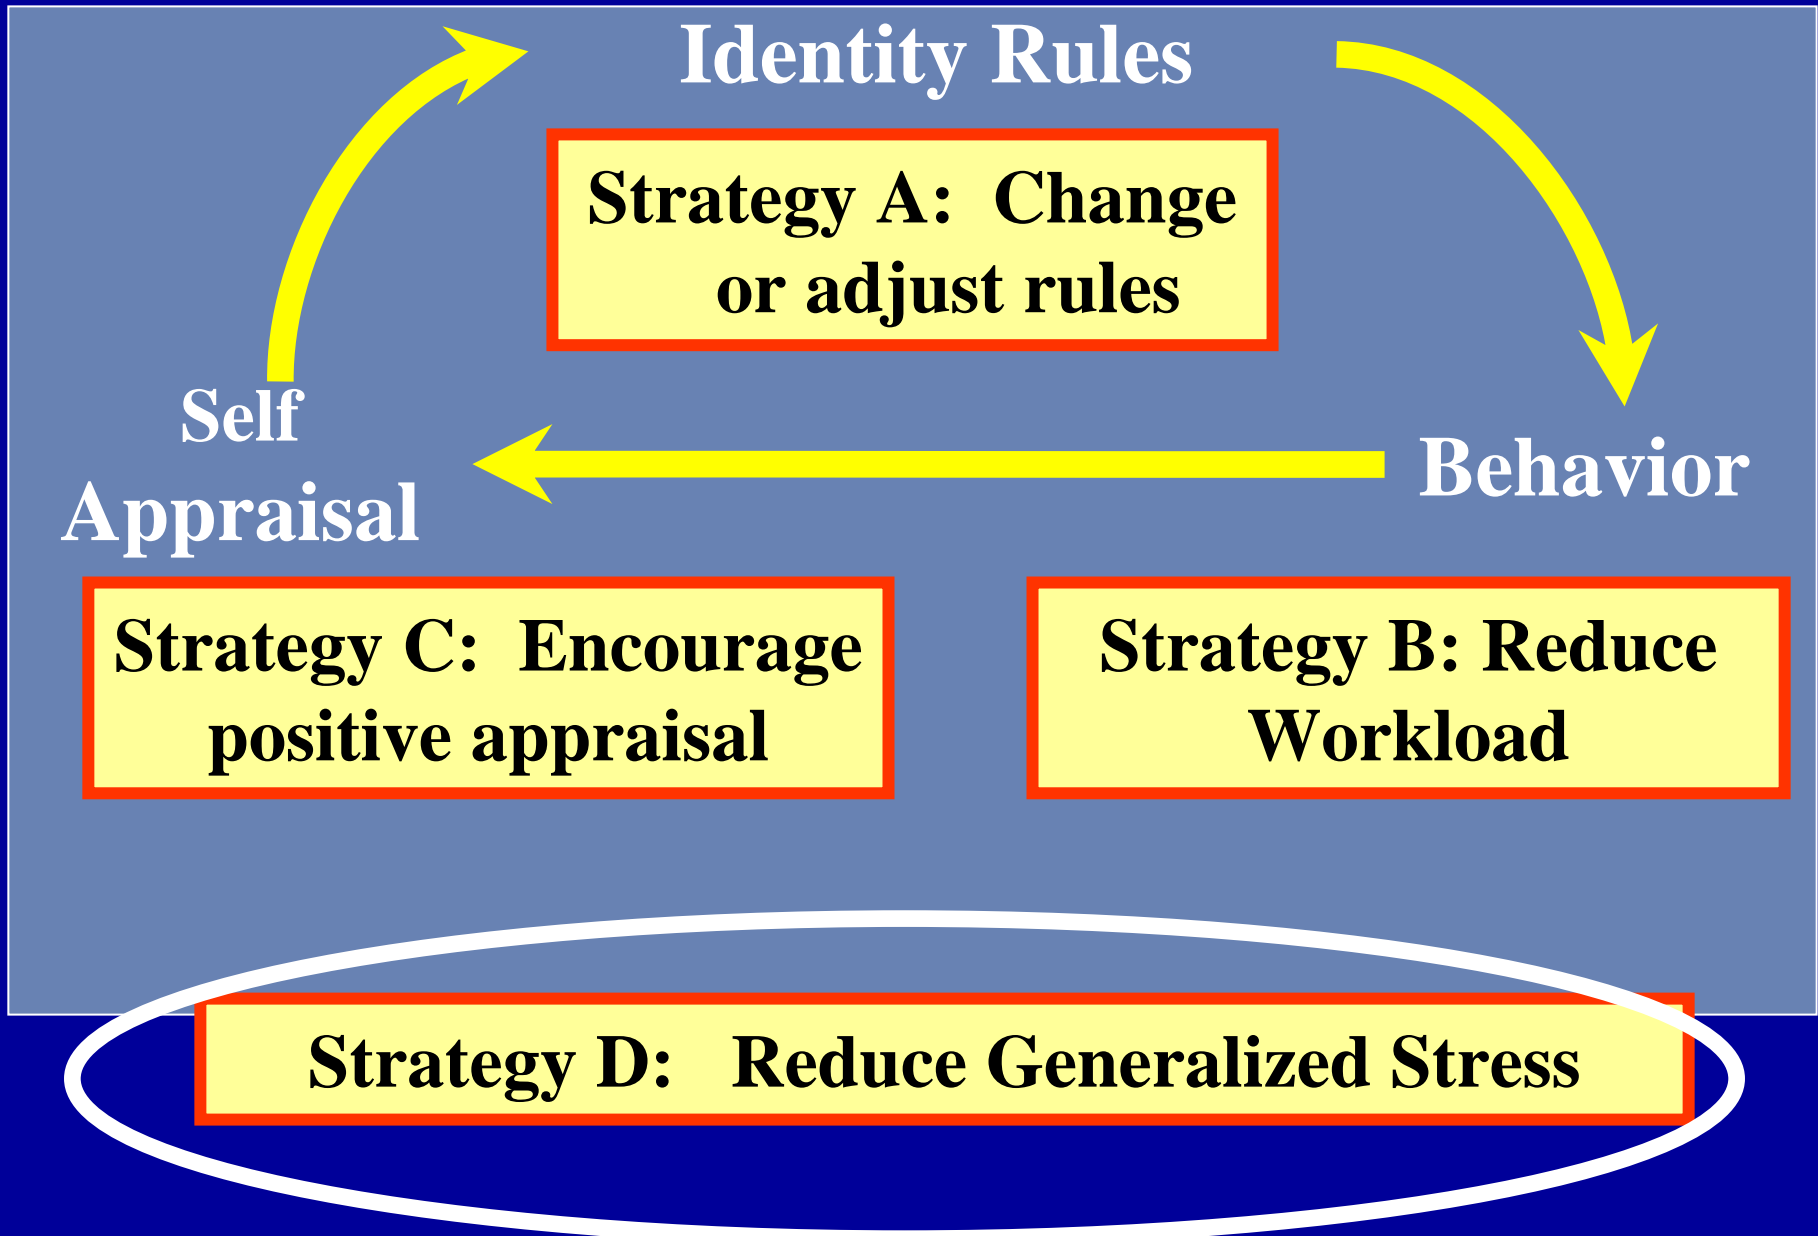 Identity Rules
Strategy A:  Change
or adjust rules
Self
Appraisal
Behavior
Strategy C:  Encourage
positive appraisal
Strategy B: Reduce
Workload
Strategy D:   Reduce Generalized Stress